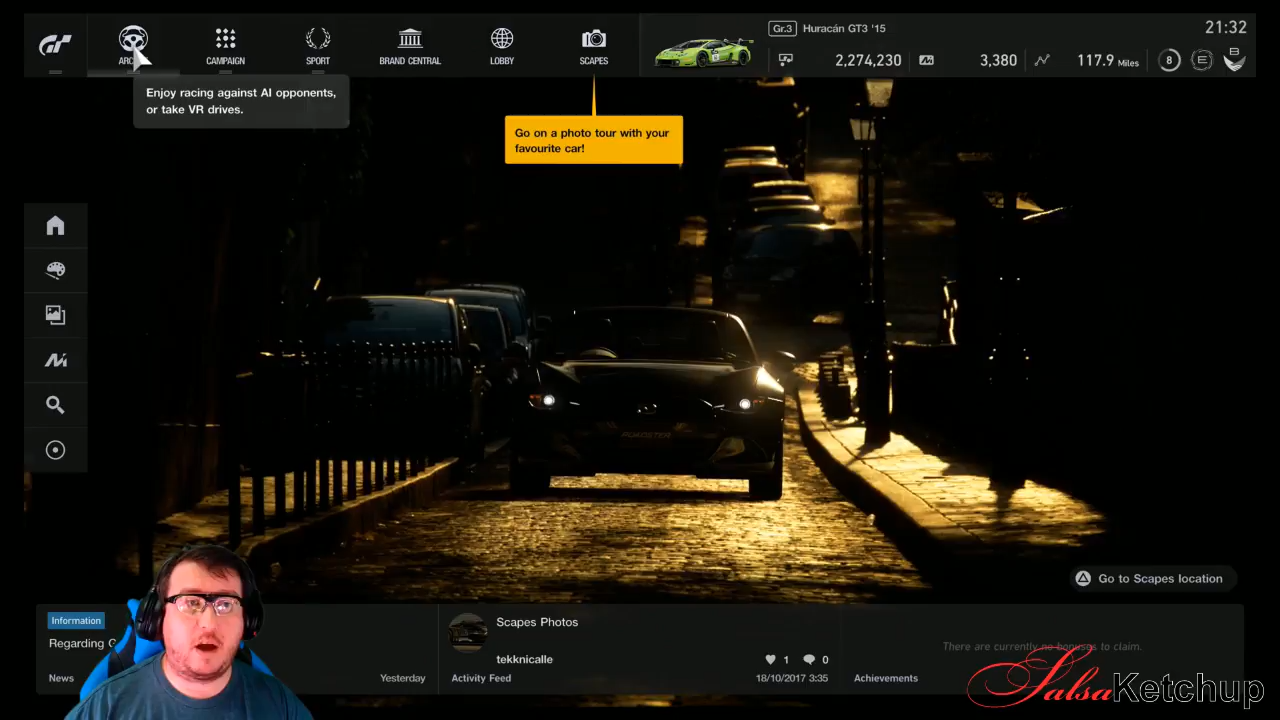 GT
ARC
CAMPAIGN
SPORT
BRAND CENTRAL
LOBBY
SCAPES
Gr.3 Huracán GT3 '15
21:32
2,274,230
3,380
117.9 Miles
8
E
B
Enjoy racing against AI opponents,
or take VR drives.
Go on a photo tour with your
favourite car!
ROADSTER
Go to Scapes location
Information
Regarding
News
Yesterday
Scapes Photos
tekknicalle
1
0
Activity Feed
18/10/2017 3:35
There are currently no bonuses to claim.
Achievements
SalsaKetchup